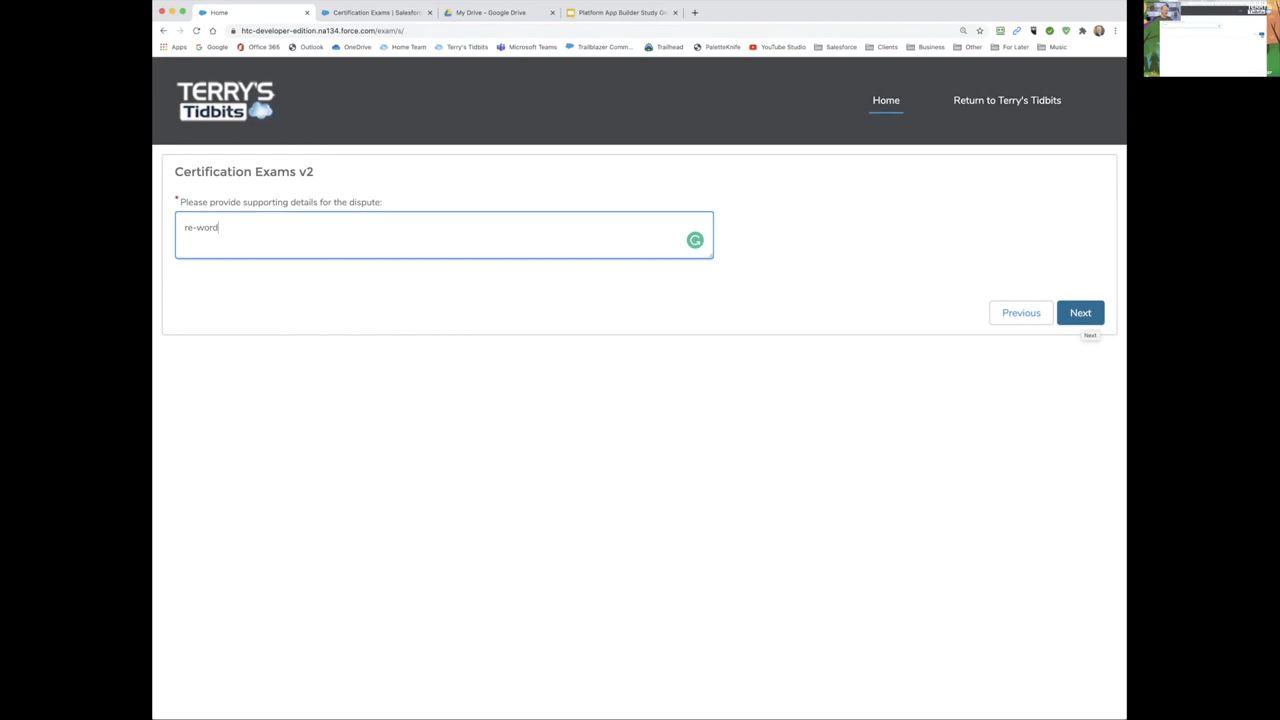 Home
Certification Exams | Salesfor
My Drive – Google Drive
Platform App Builder Study Gr
htc-developer-edition.na134.force.com/exam/s/
Apps Google Office 365 Outlook OneDrive Home Team Terry's Tidbits Microsoft Teams Trailblazer Comm... Trailhead PaletteKnife YouTube Studio Salesforce Clients Business Other For Later Music
TERRY'S
Tidbits
Home
Return to Terry's Tidbits
Certification Exams v2
* Please provide supporting details for the dispute:
re-word
Previous
Next
Next